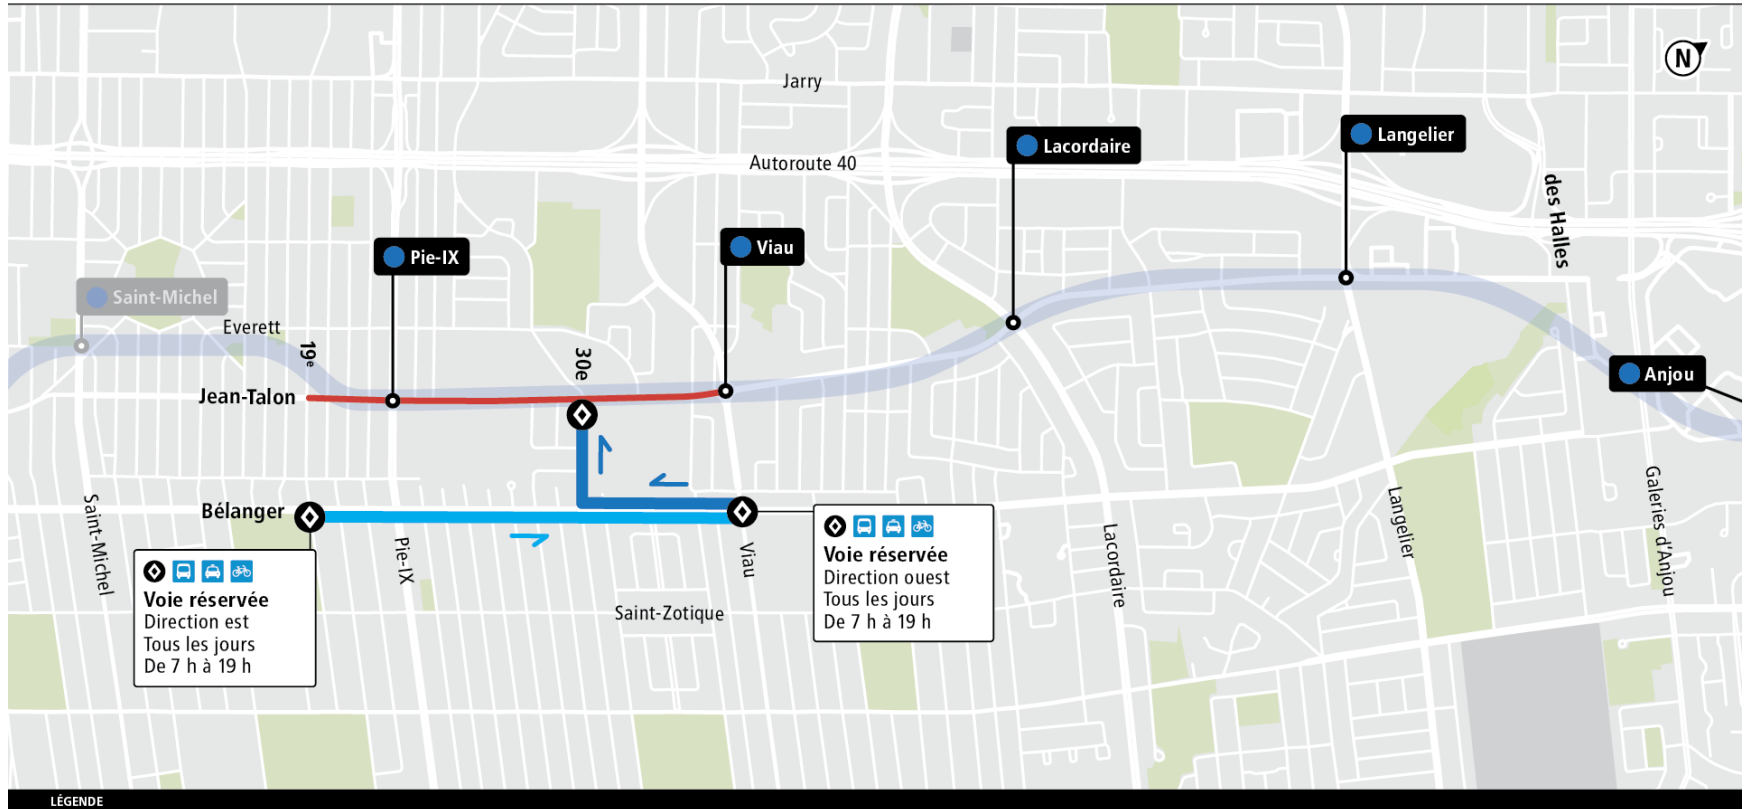 N
Jarry
Lacordaire
Langelier
Autoroute 40
des Halles
Pie-IX
Viau
Saint-Michel
Everett
19e
30e
Anjou
Jean-Talon
Bélanger
Saint-Michel
Pie-IX
Viau
Lacordaire
Langelier
Galeries d'Anjou
Voie réservée
Direction ouest
Tous les jours
De 7 h à 19 h
Voie réservée
Direction est
Tous les jours
De 7 h à 19 h
Saint-Zotique
LÉGENDE